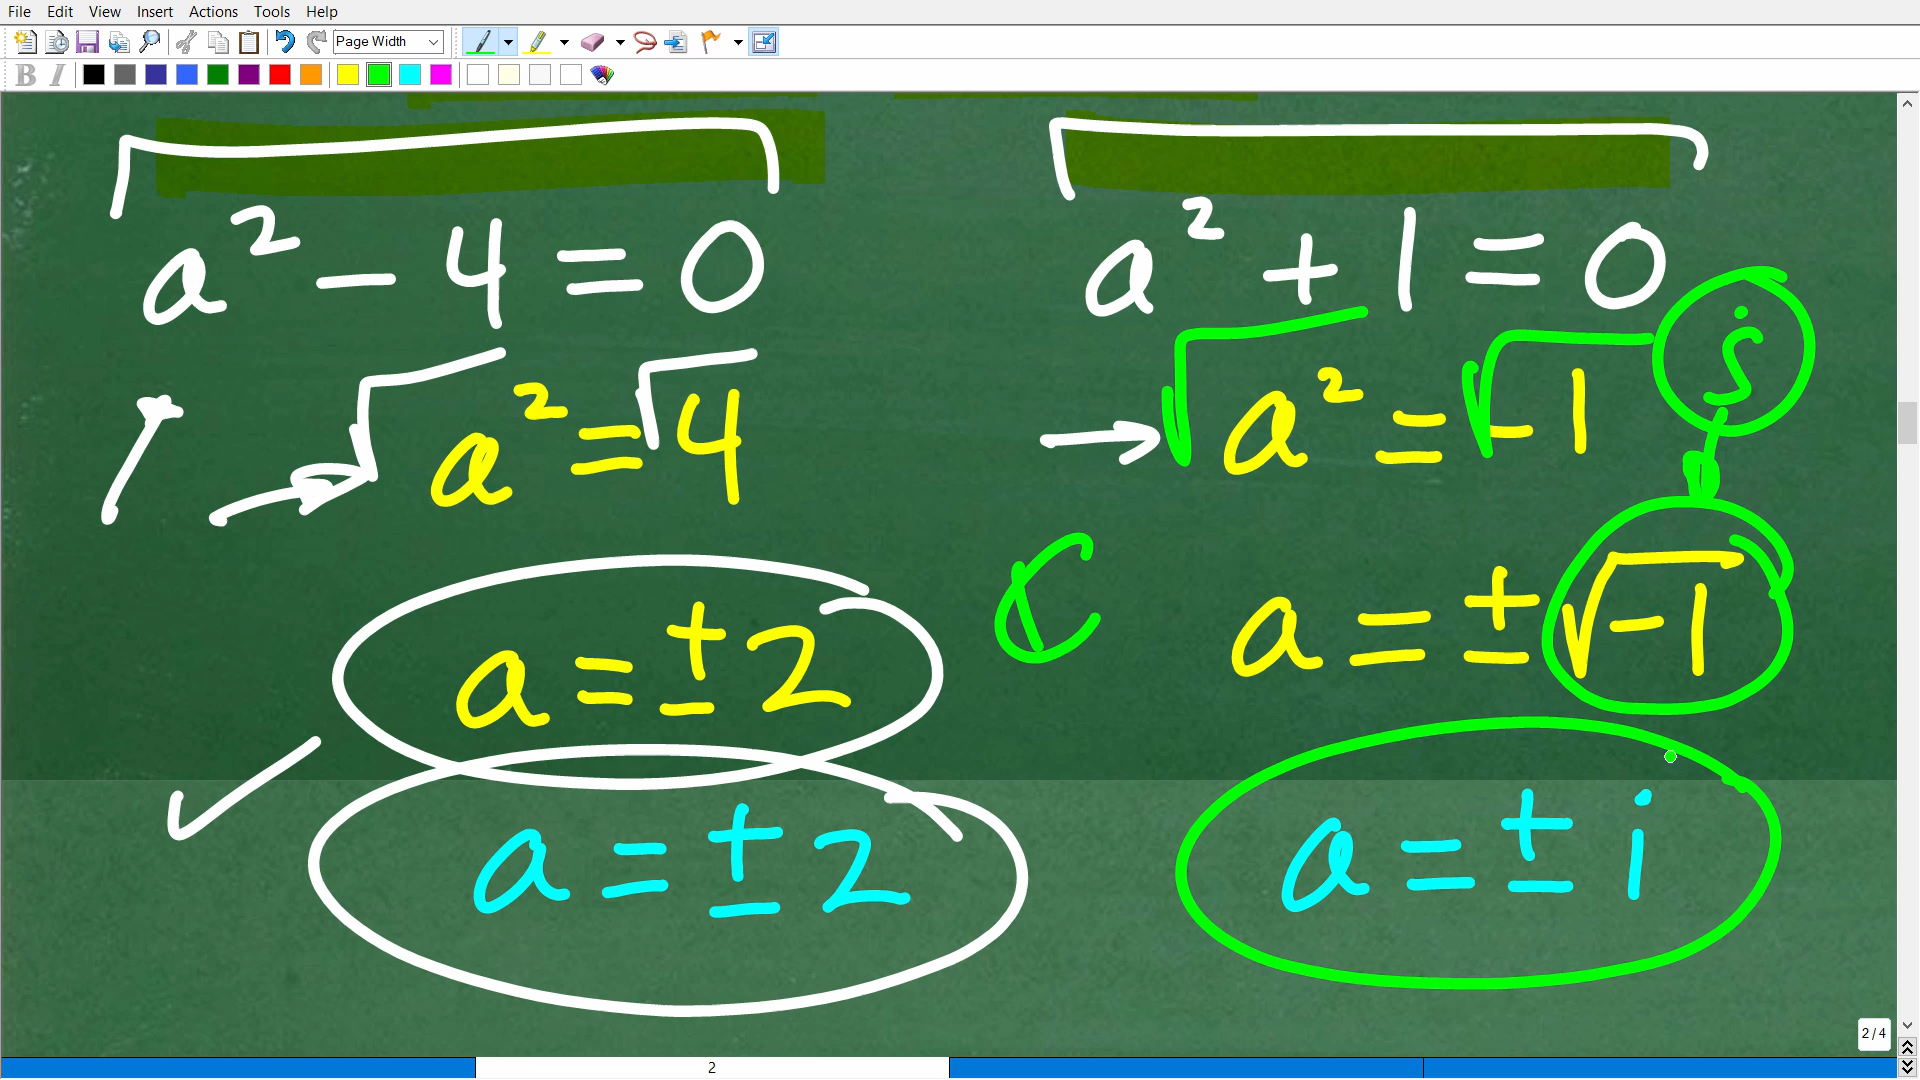 File Edit View Insert Actions Tools Help
Page Width
B I
a² - 4 = 0
√a² = √4
a = ± 2
a = ± 2
a² + 1 = 0
√a² = √-1
i
C
a = ± √-1
a = ± i
2 / 4
2